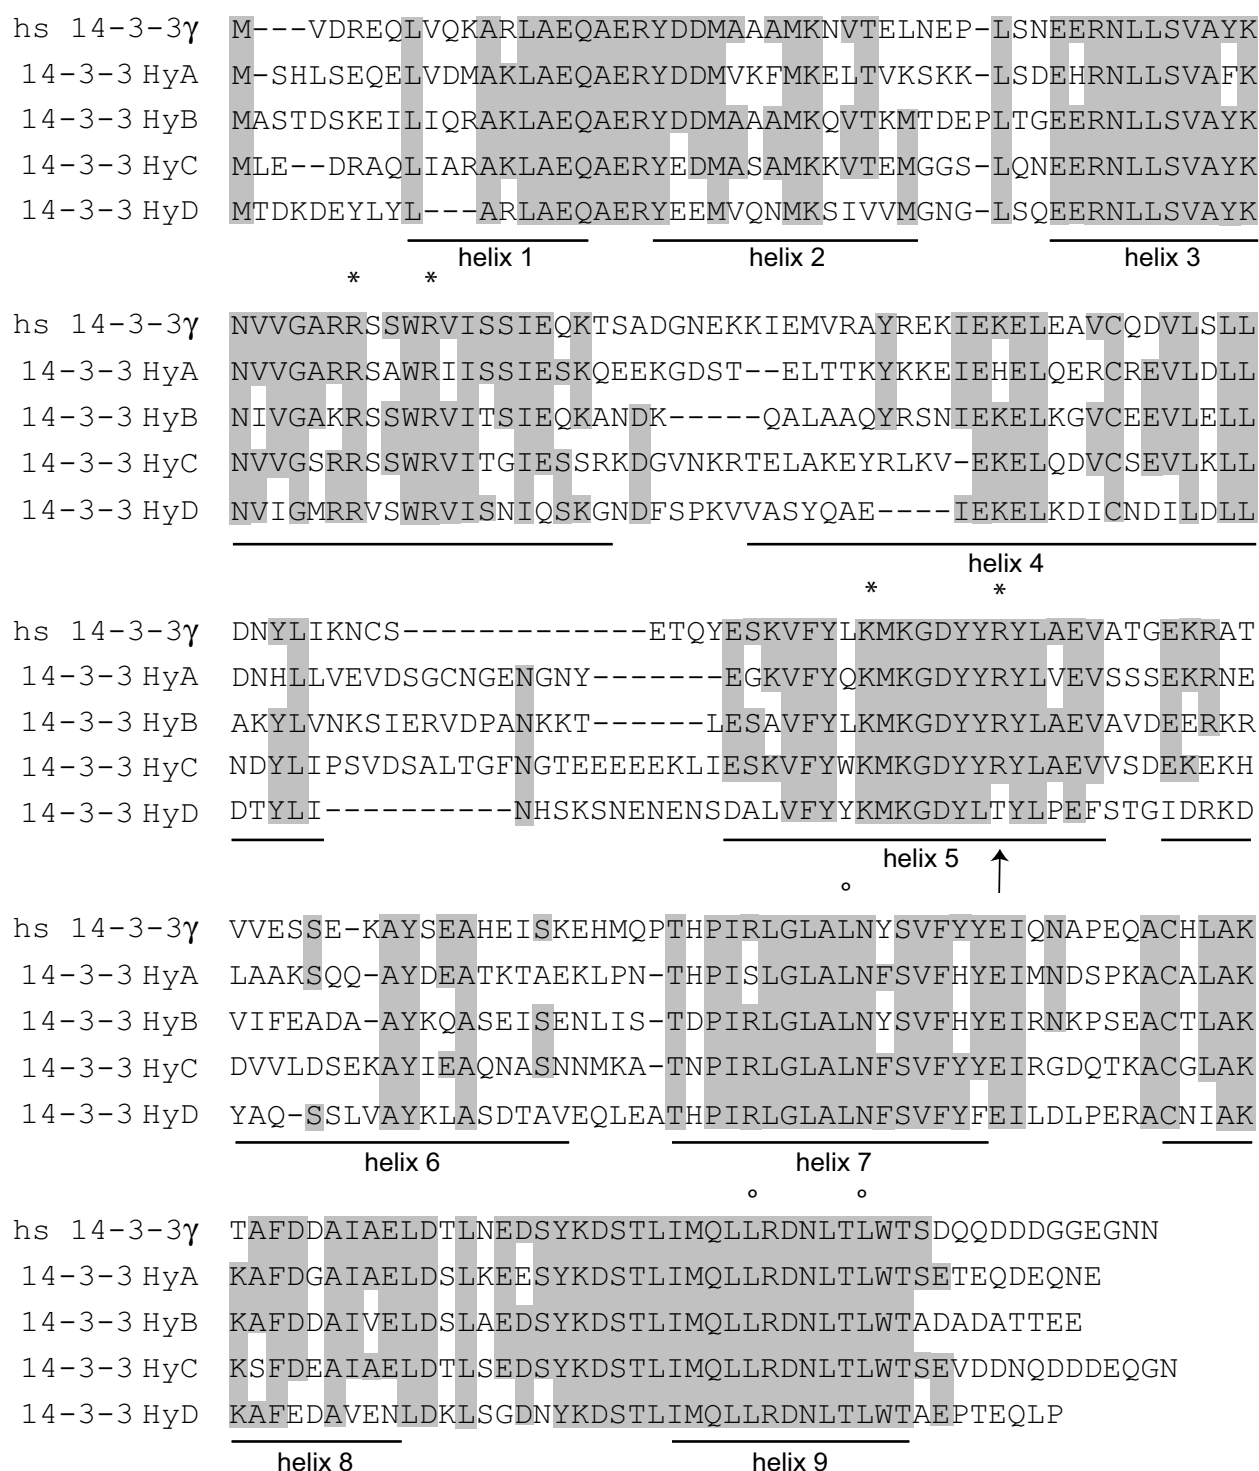 hs 14-3-3γ M---VDREQLVQKARLAEQAERYDDMAAAMKNVTELNEP-LSNEERNLLSVAYK
14-3-3 HyA M-SHLSEQELVDMAKLAEQAERYDDMVKFMKELTVKSKK-LSDEHRNLLSVAFK
14-3-3 HyB MASTDSKEILIQRAKLAEQAERYDDMAAAMKQVTKMTDEPLTGEERNLLSVAYK
14-3-3 HyC MLE--DRAQLIARAKLAEQAERYEDMASAMKKVTEMGGS-LQNEERNLLSVAYK
14-3-3 HyD MTDKDEYLYL---ARLAEQAERYEEMVQNMKSIVVMGNG-LSQEERNLLSVAYK
helix 1 helix 2 helix 3
* *
hs 14-3-3γ NVVGARRSSWRVISSIEQKTSADGNEKKIEMVRAYREKIEKELEAVCQDVLSLL
14-3-3 HyA NVVGARRSAWRIISSIESKQEEKGDST--ELTTKYKKEIEHELQERCREVLDLL
14-3-3 HyB NIVGAKRSSWRVITSIEQKANDK-----QALAAQYRSNIEKELKGVCEEVLELL
14-3-3 HyC NVVGSRRSSWRVITGIESSRKDGVNKRTELAKEYRLKV-EKELQDVCSEVLKLL
14-3-3 HyD NVIGMRRVSWRVISNIQSKGNDFSPKVVASYQAE----IEKELKDICNDILDLL
helix 4
* *
hs 14-3-3γ DNYLIKNCS-------------ETQYESKVFYLKMKGDYYRYLAEVATGEKRAT
14-3-3 HyA DNHLLVEVDSGCNGENGNY-------EGKVFYQKMKGDYYRYLVEVSSSEKRNE
14-3-3 HyB AKYLVNKSIERVDPANKKT-------LESAVFYLKMKGDYYRYLAEVAVDEERKR
14-3-3 HyC NDYLIPSVDSALTGFNGTEEEEEKLIESKVFYWKMKGDYYRYLAEVVSDEKEKH
14-3-3 HyD DTYLI----------NHSKSNENENSDALVFYYKMKGDYLTYLPEFSTGIDRKD
helix 5
°
hs 14-3-3γ VVESSE-KAYSEAHEISKEHMQPTHPIRLGLALNYSVFYYEIQNAPEQACHLAK
14-3-3 HyA LAAKSQQ-AYDEATKTAEKLPN-THPISLGLALNFSVFHYEIMNDSPKACALAK
14-3-3 HyB VIFEADA-AYKQASEISENLIS-TDPIRLGLALNYSVFHYEIRNKPSEACTLAK
14-3-3 HyC DVVLDSEKAYIEAQNASNNMKA-TNPIRLGLALNFSVFYYEIRGDQTKACGLAK
14-3-3 HyD YAQ-SSLVAYKLASDTAVEQLEATHPIRLGLALNFSVFYFEILDLPERACNIAK
helix 6 helix 7
° °
hs 14-3-3γ TAFDDAIAELDTLNEDSYKDSTLIMQLLRDNLTLWTSDQQDDDGGEGNN
14-3-3 HyA KAFDGAIAELDSLKEESYKDSTLIMQLLRDNLTLWTSETEQDEQNE
14-3-3 HyB KAFDDAIVELDSLAEDSYKDSTLIMQLLRDNLTLWTADADATTEE
14-3-3 HyC KSFDEAIAELDTLSEDSYKDSTLIMQLLRDNLTLWTSEVDDNQDDDEQGN
14-3-3 HyD KAFEDAVENLDKLSGDNYKDSTLIMQLLRDNLTLWTAEPTEQLP
helix 8 helix 9